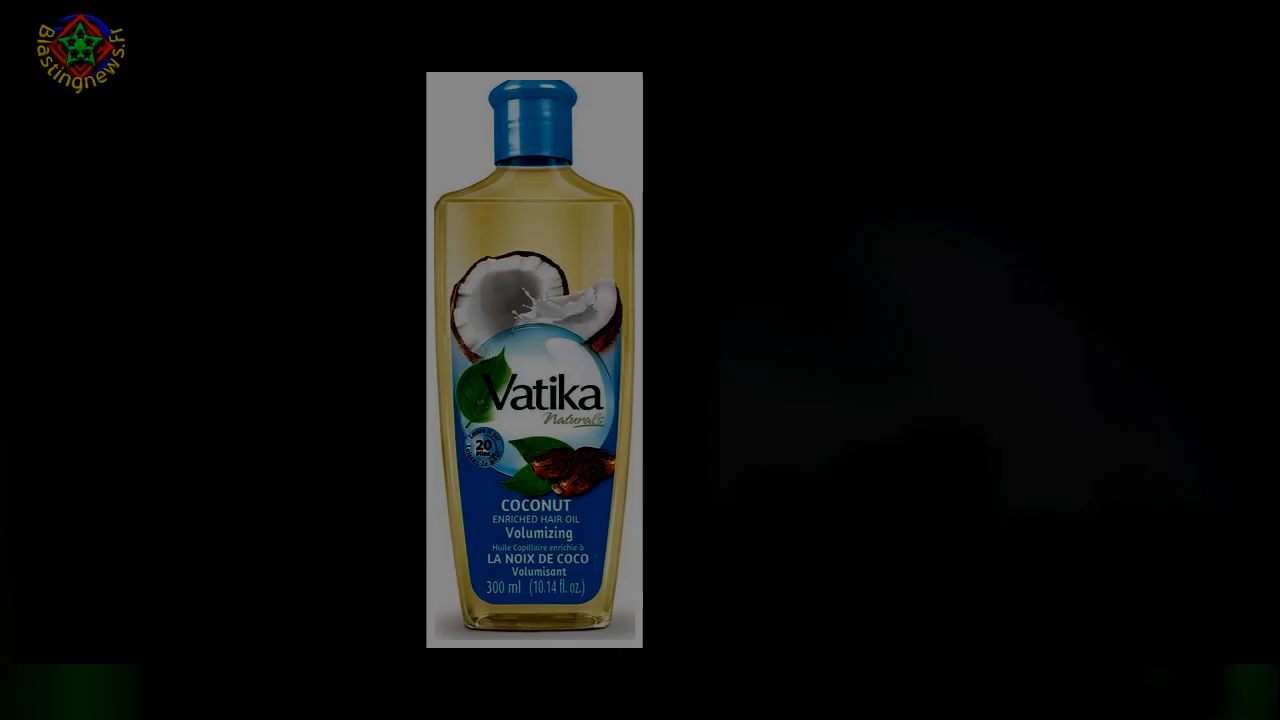 Blastingnews.Fr
Vatika
Naturals
20
COCONUT
ENRICHED HAIR OIL
Volumizing
Huile Capillaire enrichie à
LA NOIX DE COCO
Volumisant
300 ml (10.14 fl. oz.)